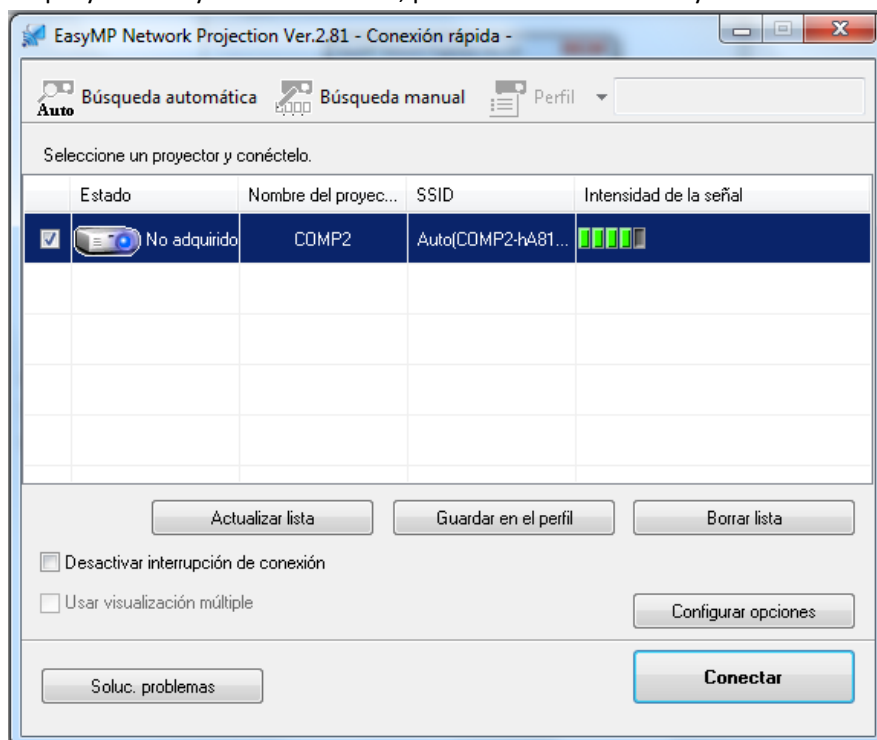 EasyMP Network Projection Ver.2.81 - Conexión rápida -
Auto Búsqueda automática Búsqueda manual Perfil
Seleccione un proyector y conéctelo.
Estado Nombre del proyec... SSID Intensidad de la señal
No adquirido COMP2 Auto(COMP2-hA81...
Actualizar lista Guardar en el perfil Borrar lista
Desactivar interrupción de conexión
Usar visualización múltiple
Configurar opciones
Soluc. problemas Conectar